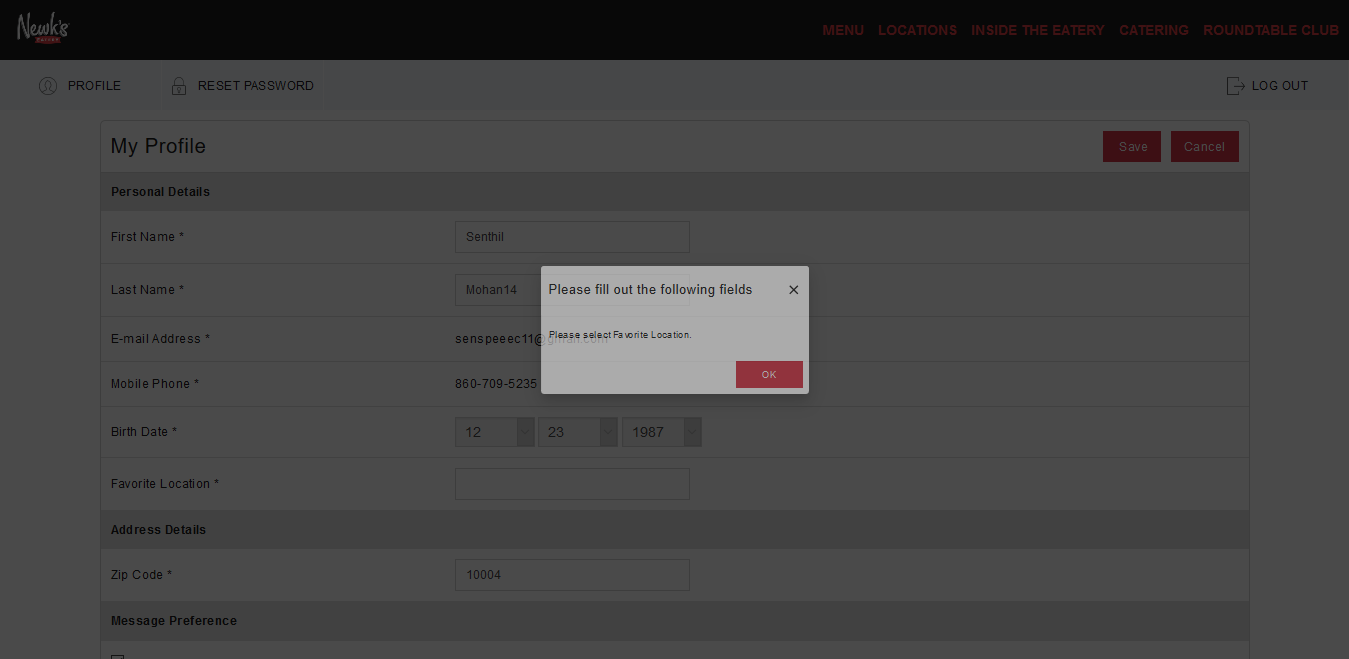 Newk's
EATERY
MENU LOCATIONS INSIDE THE EATERY CATERING ROUNDTABLE CLUB
PROFILE RESET PASSWORD LOG OUT
My Profile Save Cancel
Personal Details
First Name * Senthil
Last Name * Mohan14
Please fill out the following fields ×
Please select Favorite Location.
OK
E-mail Address * senspeeec11@gmail.com
Mobile Phone * 860-709-5235
Birth Date * 12 23 1987
Favorite Location *
Address Details
Zip Code * 10004
Message Preference